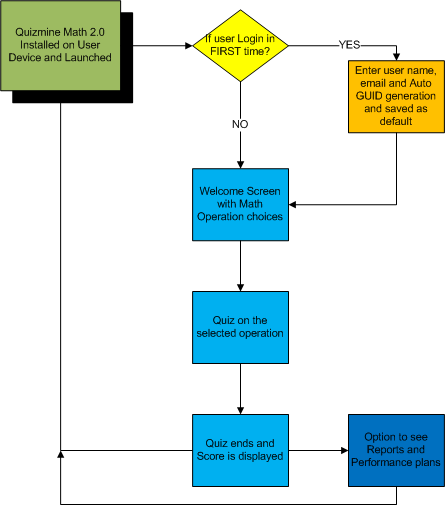 Quizmine Math 2.0
Installed on User
Device and Launched
If user Login in
FIRST time?
YES
Enter user name,
email and Auto
GUID generation
and saved as
default
NO
Welcome Screen
with Math
Operation choices
Quiz on the
selected operation
Quiz ends and
Score is displayed
Option to see
Reports and
Performance plans